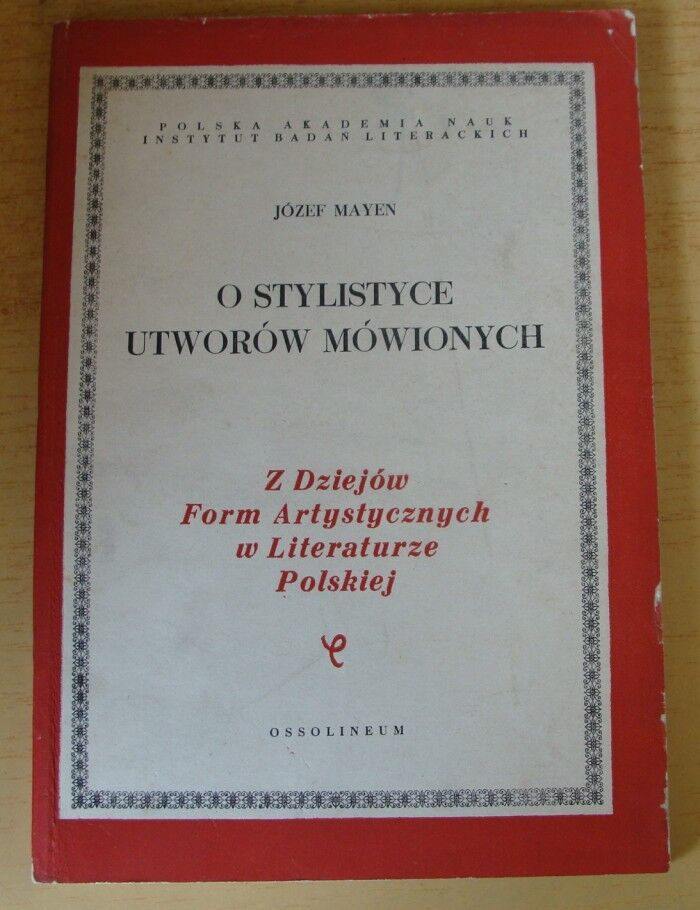 POLSKA AKADEMIA NAUK
INSTYTUT BADAŃ LITERACKICH
JÓZEF MAYEN
O STYLISTYCE
UTWORÓW MÓWIONYCH
Z Dziejów
Form Artystycznych
w Literaturze
Polskiej
OSSOLINEUM